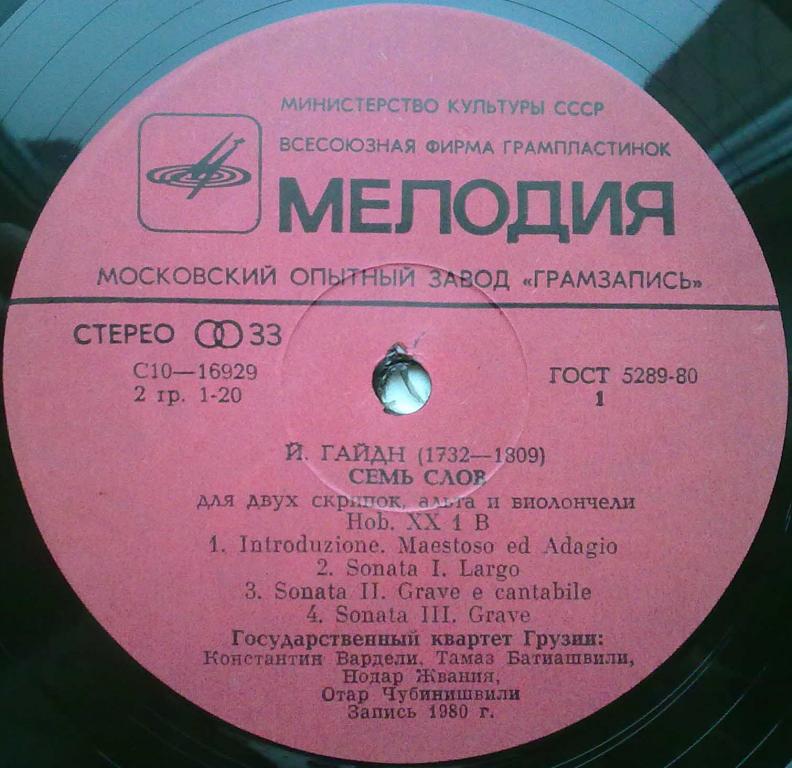 МИНИСТЕРСТВО КУЛЬТУРЫ СССР
ВСЕСОЮЗНАЯ ФИРМА ГРАМПЛАСТИНОК
МЕЛОДИЯ
МОСКОВСКИЙ ОПЫТНЫЙ ЗАВОД «ГРАМЗАПИСЬ»
СТЕРЕО 33
С10—16929
2 гр. 1-20
ГОСТ 5289-80
1
Й. ГАЙДН (1732—1809)
СЕМЬ СЛОВ
для двух скрипок, альта и виолончели
Hob. XX 1 B
1. Introduzione. Maestoso ed Adagio
2. Sonata I. Largo
3. Sonata II. Grave e cantabile
4. Sonata III. Grave
Государственный квартет Грузии:
Константин Вардели, Тамаз Батиашвили,
Нодар Жвания,
Отар Чубинишвили
Запись 1980 г.